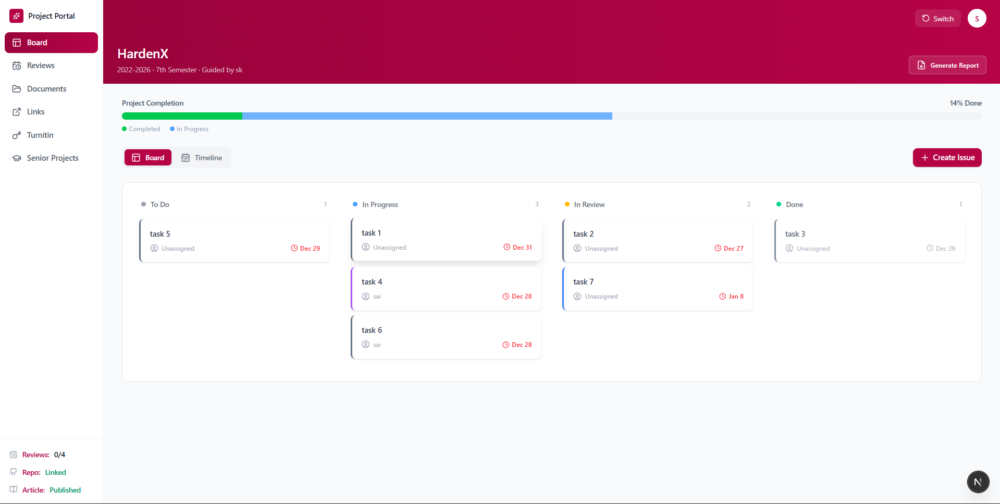 Project Portal
Board
Reviews
Documents
Links
Turnitin
Senior Projects
Reviews: 0/4
Repo: Linked
Article: Published
Switch
S
HardenX
2022-2026 · 7th Semester · Guided by sk
Generate Report
Project Completion
14% Done
Completed
In Progress
Board
Timeline
Create Issue
To Do
1
task 5
Unassigned
Dec 29
In Progress
3
task 1
Unassigned
Dec 31
task 4
sai
Dec 28
task 6
sai
Dec 28
In Review
2
task 2
Unassigned
Dec 27
task 7
Unassigned
Jan 8
Done
1
task 3
Unassigned
Dec 26
N